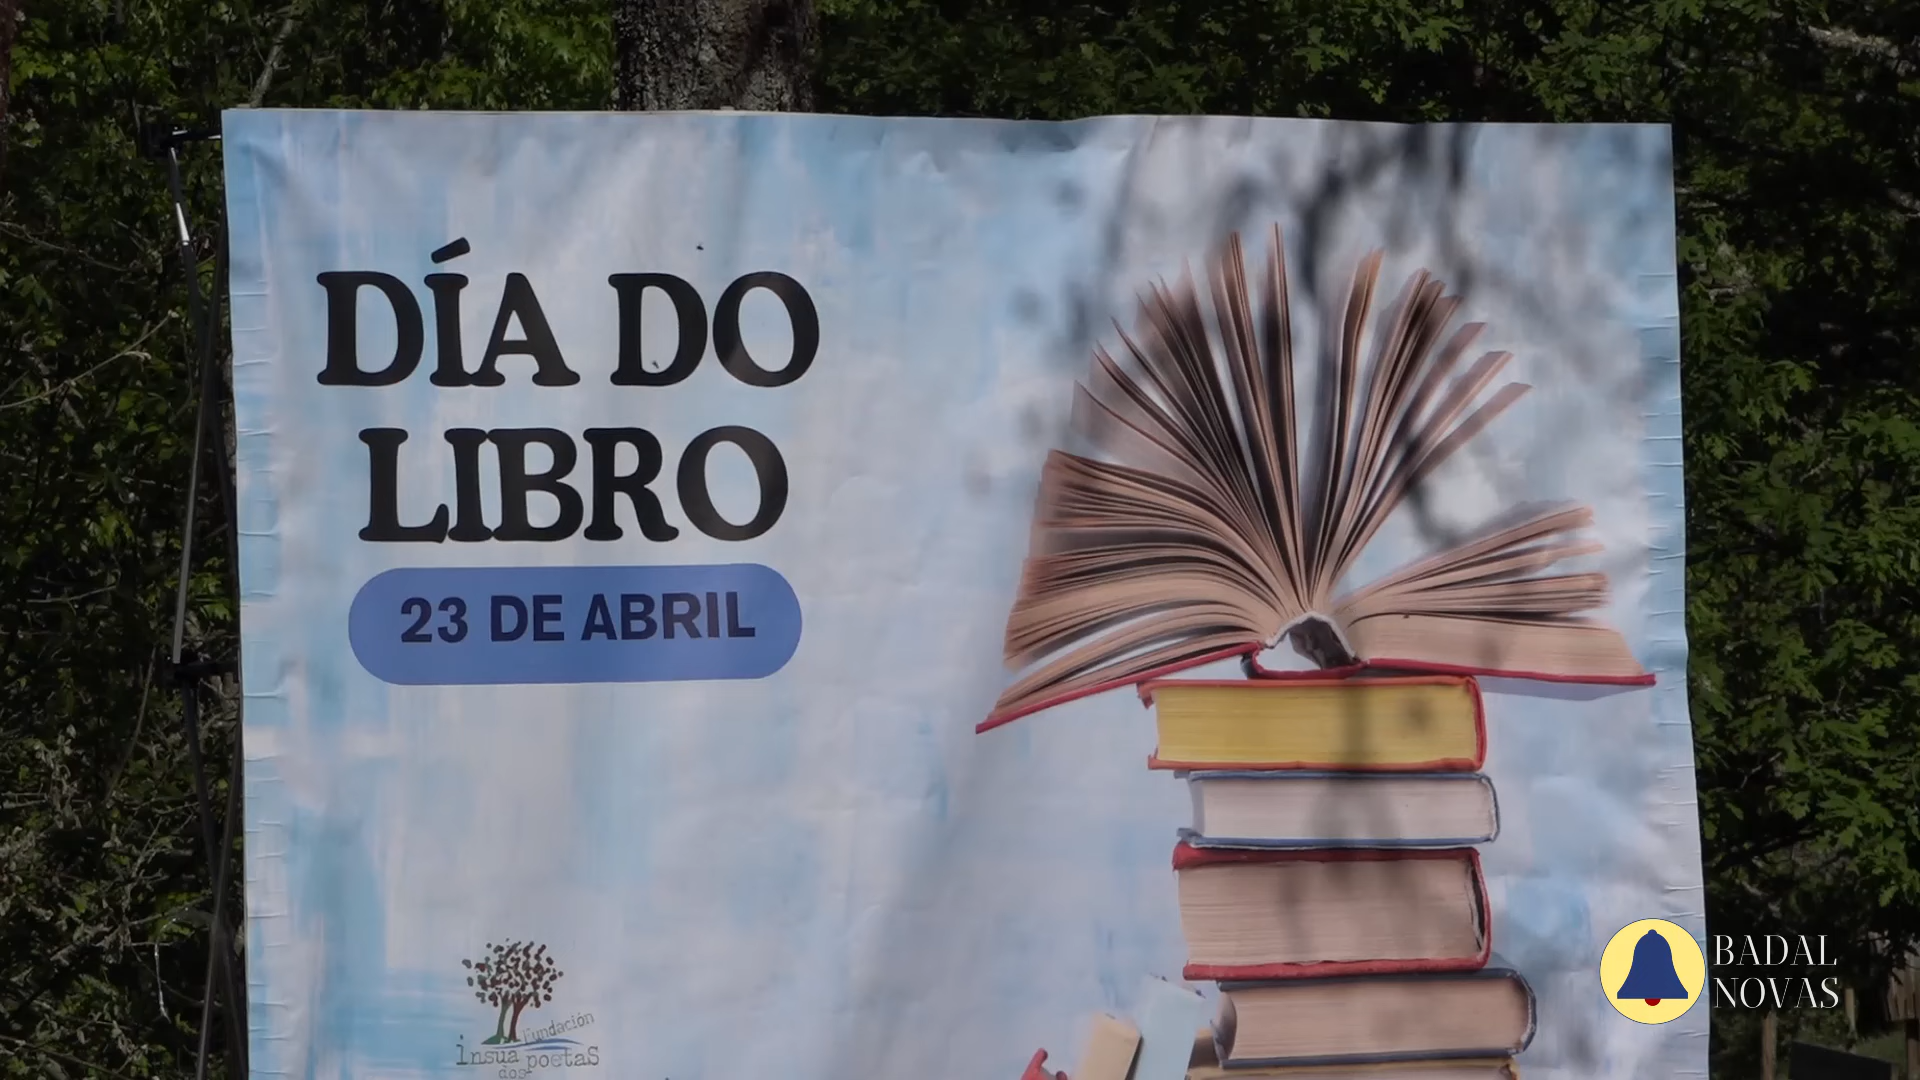 DÍA DO
LIBRO
23 DE ABRIL
Fundación
insua poetas
dos
BADAL
NOVAS